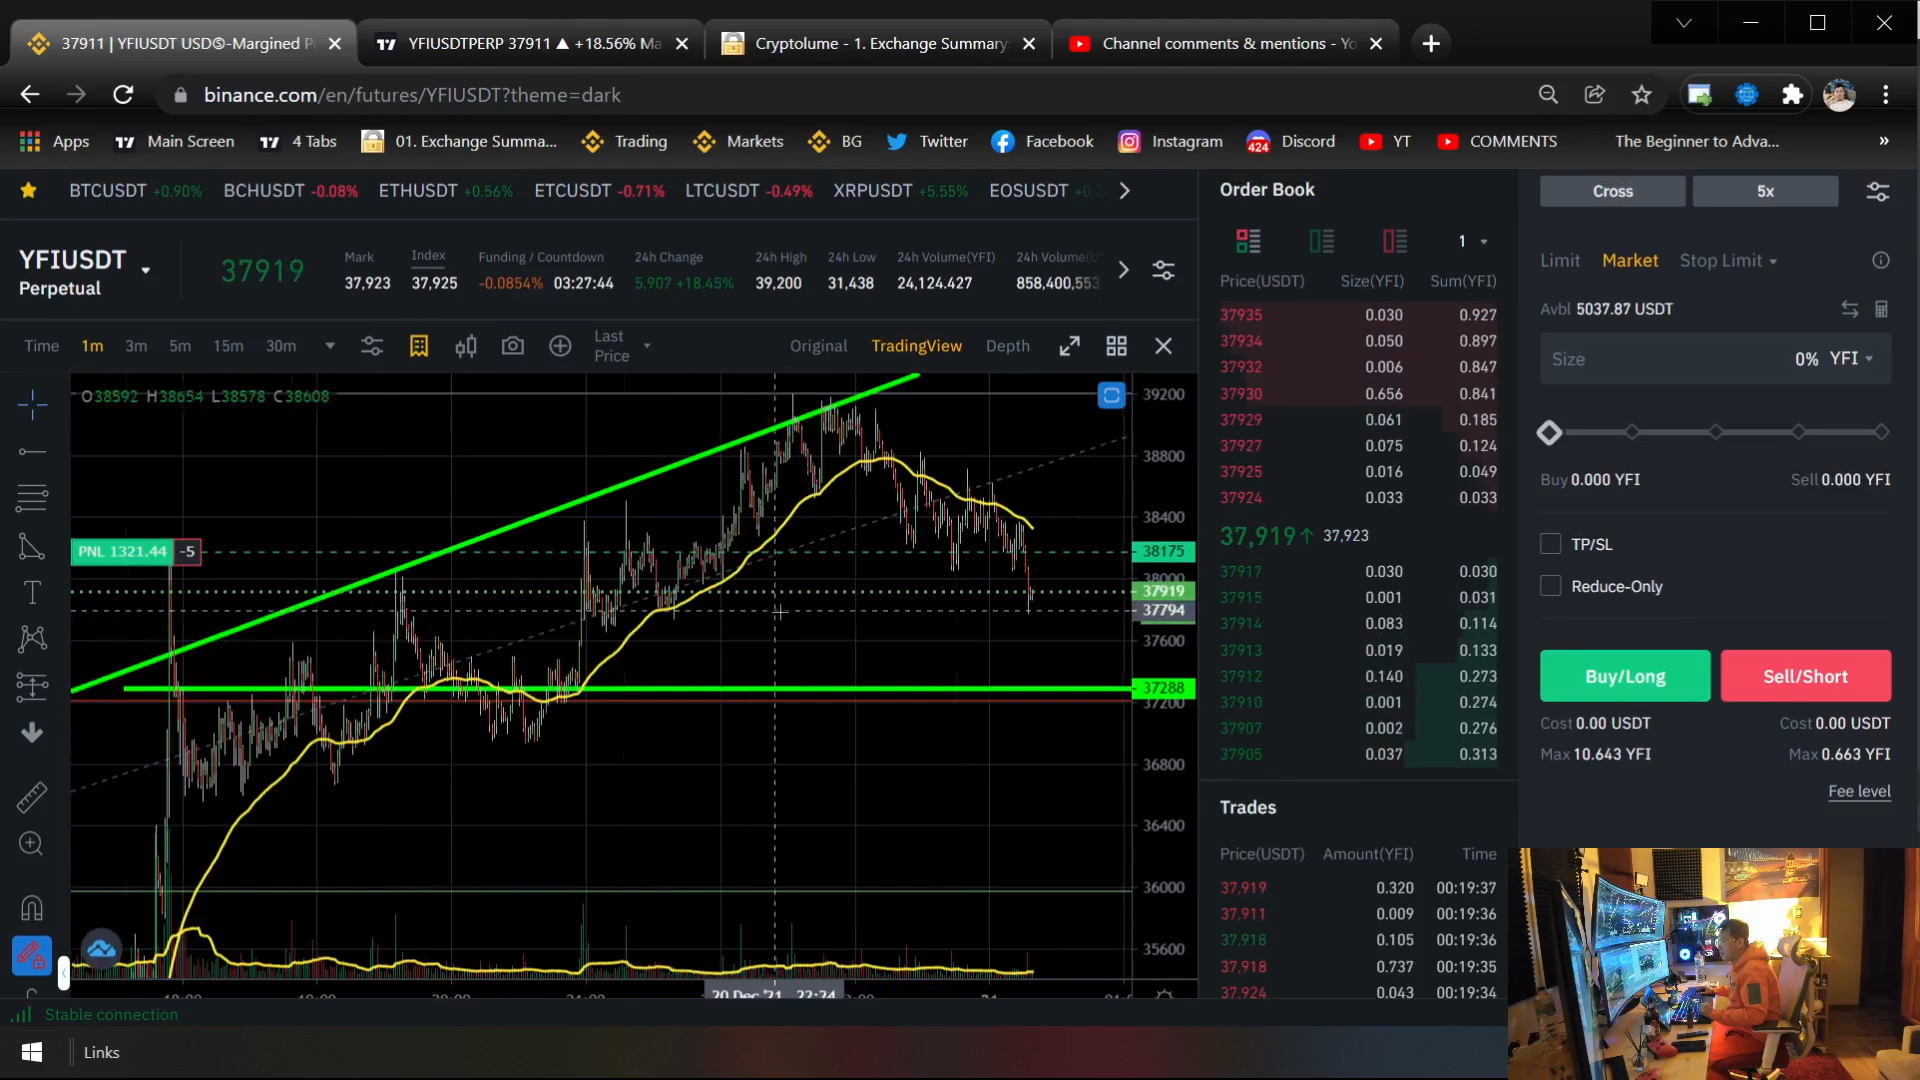 37911 | YFIUSDT USDⓈ-Margined P
YFIUSDTPERP 37911 ▲ +18.56% Ma
Cryptolume - 1. Exchange Summary
Channel comments & mentions - Yo
binance.com/en/futures/YFIUSDT?theme=dark
Apps
Main Screen
4 Tabs
01. Exchange Summa...
Trading
Markets
BG
Twitter
Facebook
Instagram
424
Discord
YT
COMMENTS
The Beginner to Adva...
»
BTCUSDT +0.90% BCHUSDT -0.08% ETHUSDT +0.56% ETCUSDT -0.71% LTCUSDT -0.49% XRPUSDT +5.55% EOSUSDT
YFIUSDT
Perpetual
37919
Mark
37,923
Index
37,925
Funding / Countdown
-0.0854% 03:27:44
24h Change
5,907 +18.45%
24h High
39,200
24h Low
31,438
24h Volume(YFI)
24,124.427
24h Volume(U
858,400,553
Time 1m 3m 5m 15m 30m
Last
Price
Original TradingView Depth
O38592 H38654 L38578 C38608
PNL 1321.44 -5
39200
38800
38400
38175
38000
37919
37794
37600
37288
37200
36800
36400
36000
35600
20 Dec '21 22:24
Stable connection
Links
Order Book
1
Price(USDT) Size(YFI) Sum(YFI)
37935 0.030 0.927
37934 0.050 0.897
37932 0.006 0.847
37930 0.656 0.841
37929 0.061 0.185
37927 0.075 0.124
37925 0.016 0.049
37924 0.033 0.033
37,919↑ 37,923
37917 0.030 0.030
37915 0.001 0.031
37914 0.083 0.114
37913 0.019 0.133
37912 0.140 0.273
37910 0.001 0.274
37907 0.002 0.276
37905 0.037 0.313
Trades
Price(USDT) Amount(YFI) Time
37,919 0.320 00:19:37
37,911 0.009 00:19:36
37,918 0.105 00:19:36
37,918 0.737 00:19:35
37,924 0.043 00:19:34
Cross 5x
Limit Market Stop Limit
Avbl 5037.87 USDT
Size 0% YFI
Buy 0.000 YFI Sell 0.000 YFI
TP/SL
Reduce-Only
Buy/Long Sell/Short
Cost 0.00 USDT Cost 0.00 USDT
Max 10.643 YFI Max 0.663 YFI
Fee level